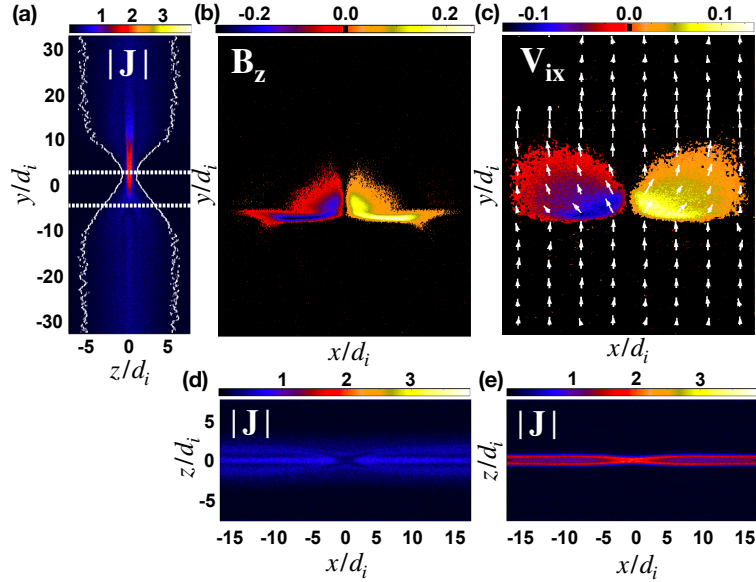 (a) 1 2 3
|J|
y/d_i
30
20
10
0
-10
-20
-30
-5 0 5
z/d_i
(b) -0.2 0.0 0.2
B_z
y/d_i
x/d_i
(c) -0.1 0.0 0.1
V_ix
y/d_i
x/d_i
(d) 1 2 3
|J|
z/d_i
5
0
-5
-15 -10 -5 0 5 10 15
x/d_i
(e) 1 2 3
|J|
z/d_i
-15 -10 -5 0 5 10 15
x/d_i